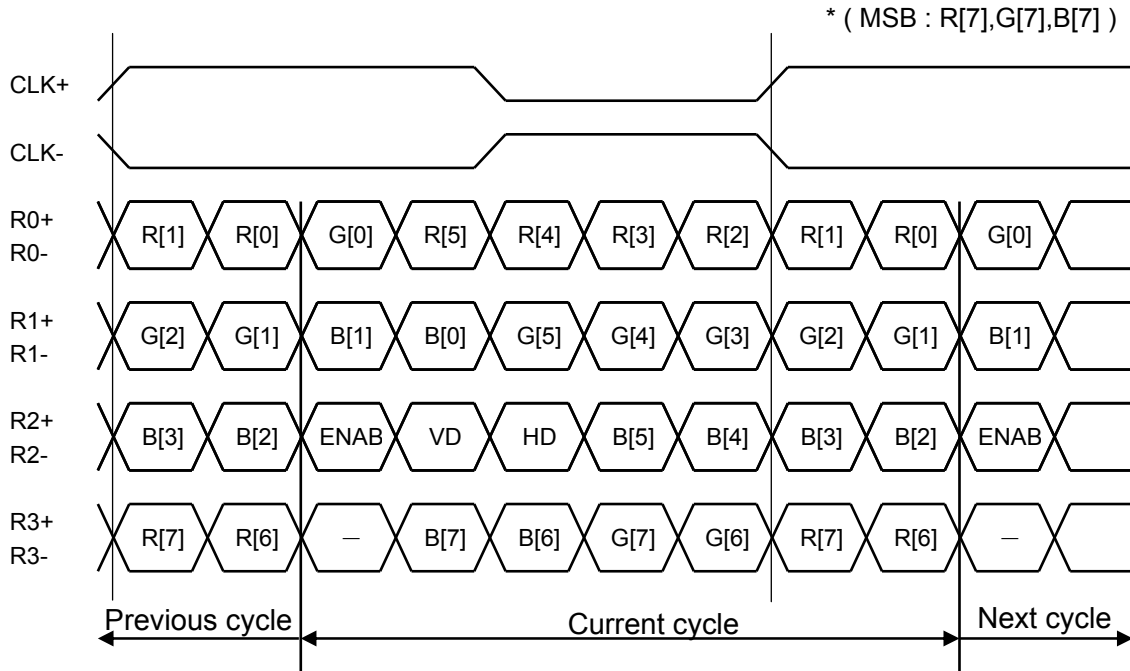 * ( MSB : R[7],G[7],B[7] )
CLK+
CLK-
R0+
R0-
R[1] R[0] G[0] R[5] R[4] R[3] R[2] R[1] R[0] G[0]
R1+
R1-
G[2] G[1] B[1] B[0] G[5] G[4] G[3] G[2] G[1] B[1]
R2+
R2-
B[3] B[2] ENAB VD HD B[5] B[4] B[3] B[2] ENAB
R3+
R3-
R[7] R[6] — B[7] B[6] G[7] G[6] R[7] R[6] —
Previous cycle Current cycle Next cycle